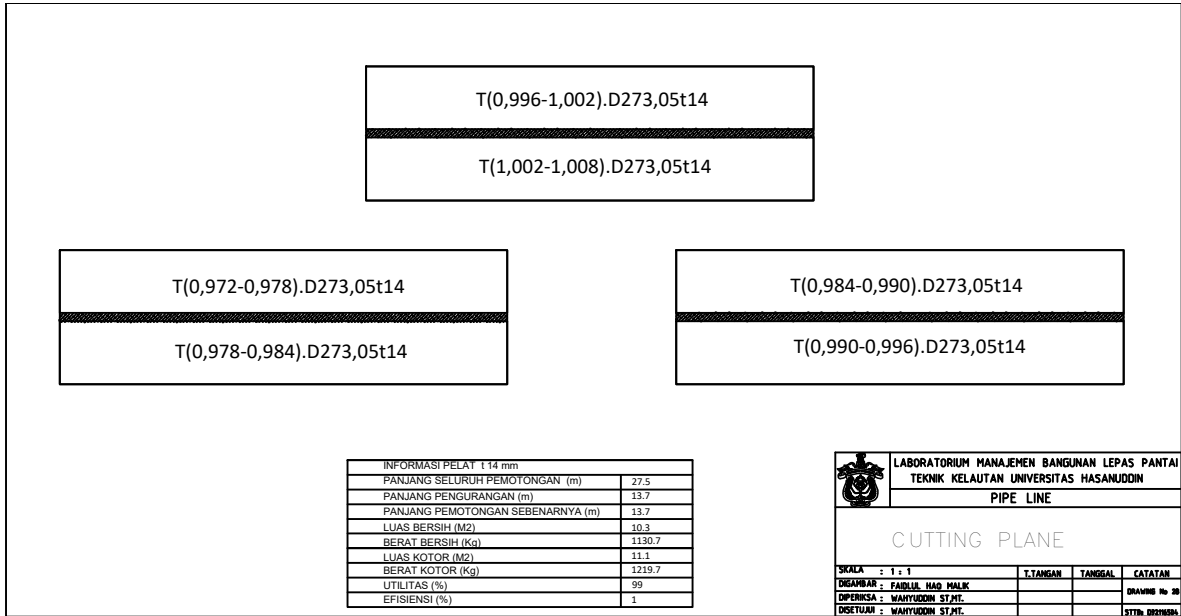 T(0,996-1,002).D273,05t14
T(1,002-1,008).D273,05t14
T(0,972-0,978).D273,05t14
T(0,978-0,984).D273,05t14
T(0,984-0,990).D273,05t14
T(0,990-0,996).D273,05t14
INFORMASI PELAT t 14 mm
PANJANG SELURUH PEMOTONGAN (m) 27.5
PANJANG PENGURANGAN (m) 13.7
PANJANG PEMOTONGAN SEBENARNYA (m) 13.7
LUAS BERSIH (M2) 10.3
BERAT BERSIH (Kg) 1130.7
LUAS KOTOR (M2) 11.1
BERAT KOTOR (Kg) 1219.7
UTILITAS (%) 99
EFISIENSI (%) 1
LABORATORIUM MANAJEMEN BANGUNAN LEPAS PANTAI
TEKNIK KELAUTAN UNIVERSITAS HASANUDDIN
PIPE LINE
CUTTING PLANE
SKALA : 1 : 1 T.TANGAN TANGGAL CATATAN
DIGAMBAR : FAIDLUL HAQ MALIK
DIPERIKSA : WAHYUDDIN ST,MT.
DRAWING No
DISETUJUI : WAHYUDDIN ST,MT.